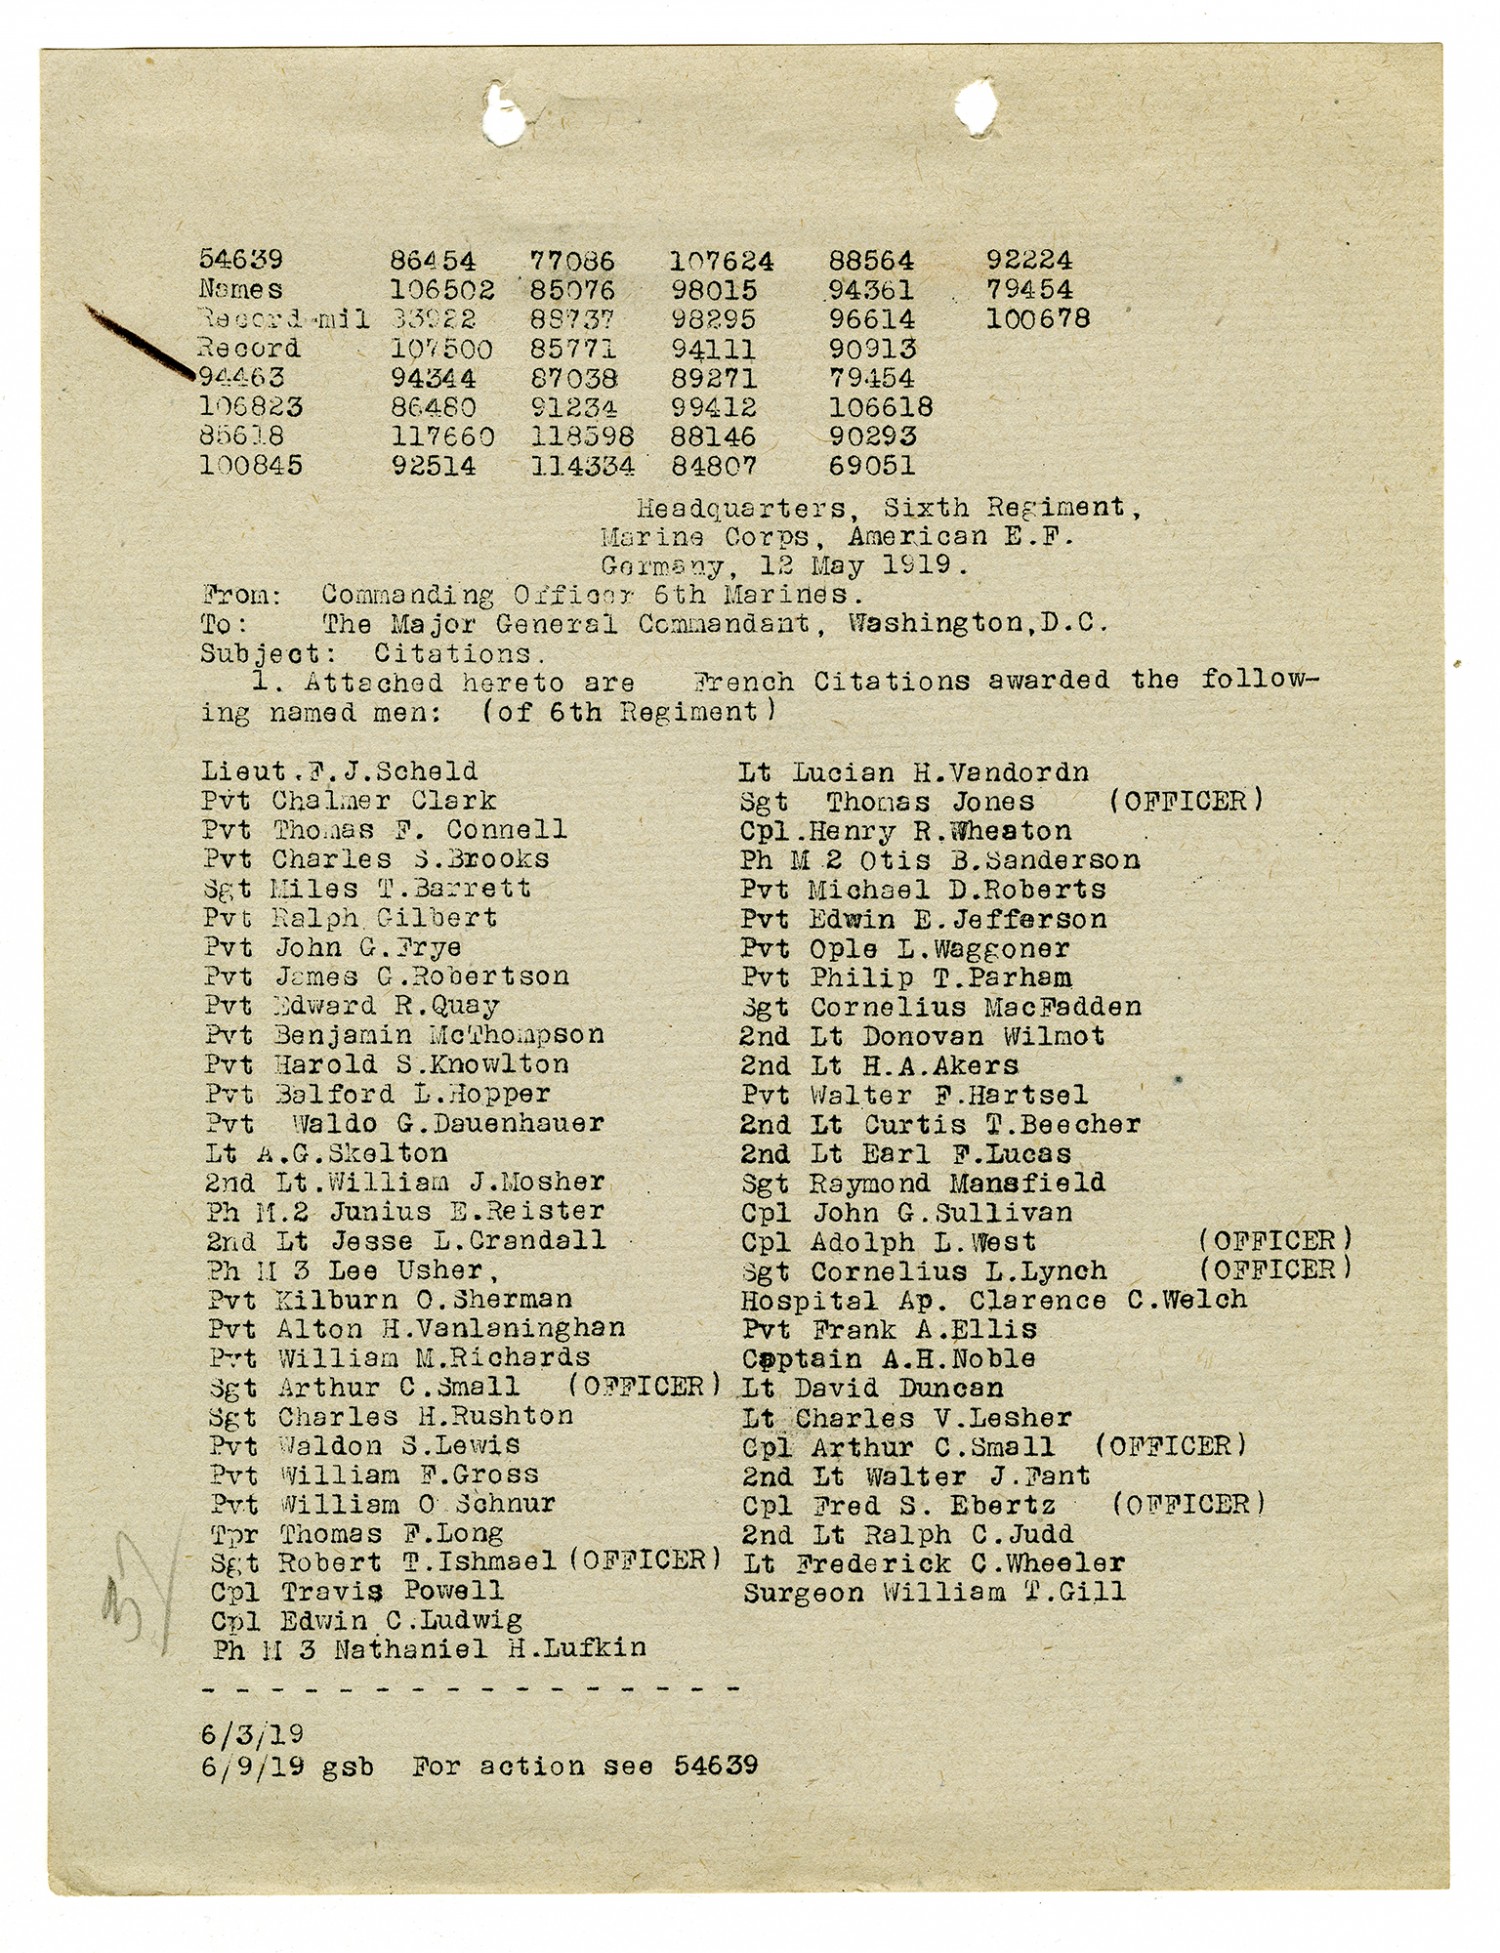 54639 86454 77086 107624 88564 92224
Names 106502 85076 98015 94361 79454
Record-mil 33922 88737 98295 96614 100678
Record 107500 85771 94111 90913
94463 94344 87038 89271 79454
106823 86480 91234 99412 106618
85618 117660 118598 88146 90293
100845 92514 114334 84807 69051
Headquarters, Sixth Regiment,
Marine Corps, American E.F.
Germany, 12 May 1919.
From: Commanding Officer 6th Marines.
To: The Major General Commandant, Washington,D.C.
Subject: Citations.
1. Attached hereto are French Citations awarded the follow-
ing named men: (of 6th Regiment)
Lieut.F.J.Scheld
Pvt Chalmer Clark
Pvt Thomas F. Connell
Pvt Charles S.Brooks
Sgt Miles T.Barrett
Pvt Ralph Gilbert
Pvt John G.Frye
Pvt James C.Robertson
Pvt Edward R.Quay
Pvt Benjamin McThompson
Pvt Harold S.Knowlton
Pvt Balford L.Hopper
Pvt Waldo G.Dauenhauer
Lt A.G.Skelton
2nd Lt.William J.Mosher
Ph M.2 Junius E.Reister
2nd Lt Jesse L.Crandall
Ph M 3 Lee Usher,
Pvt Kilburn O.Sherman
Pvt Alton H.Vanlaninghan
Pvt William M.Richards
Sgt Arthur C.Small (OFFICER)
Sgt Charles H.Rushton
Pvt Waldon S.Lewis
Pvt William F.Gross
Pvt William O Schnur
Tpr Thomas F.Long
Sgt Robert T.Ishmael (OFFICER)
Cpl Travis Powell
Cpl Edwin C.Ludwig
Ph M 3 Nathaniel H.Lufkin
Lt Lucian H.Vandordn
Sgt Thomas Jones (OFFICER)
Cpl.Henry R.Wheaton
Ph M 2 Otis B.Sanderson
Pvt Michael D.Roberts
Pvt Edwin E.Jefferson
Pvt Ople L.Waggoner
Pvt Philip T.Parham
Sgt Cornelius MacFadden
2nd Lt Donovan Wilmot
2nd Lt H.A.Akers
Pvt Walter F.Hartsel
2nd Lt Curtis T.Beecher
2nd Lt Earl F.Lucas
Sgt Raymond Mansfield
Cpl John G.Sullivan
Cpl Adolph L.West (OFFICER)
Sgt Cornelius L.Lynch (OFFICER)
Hospital Ap. Clarence C.Welch
Pvt Frank A.Ellis
Captain A.H.Noble
Lt David Duncan
Lt Charles V.Lesher
Cpl Arthur C.Small (OFFICER)
2nd Lt Walter J.Fant
Cpl Fred S. Ebertz (OFFICER)
2nd Lt Ralph C.Judd
Lt Frederick C.Wheeler
Surgeon William T.Gill
- - - - - - - - - - - - - - -
6/3/19
6/9/19 gsb For action see 54639